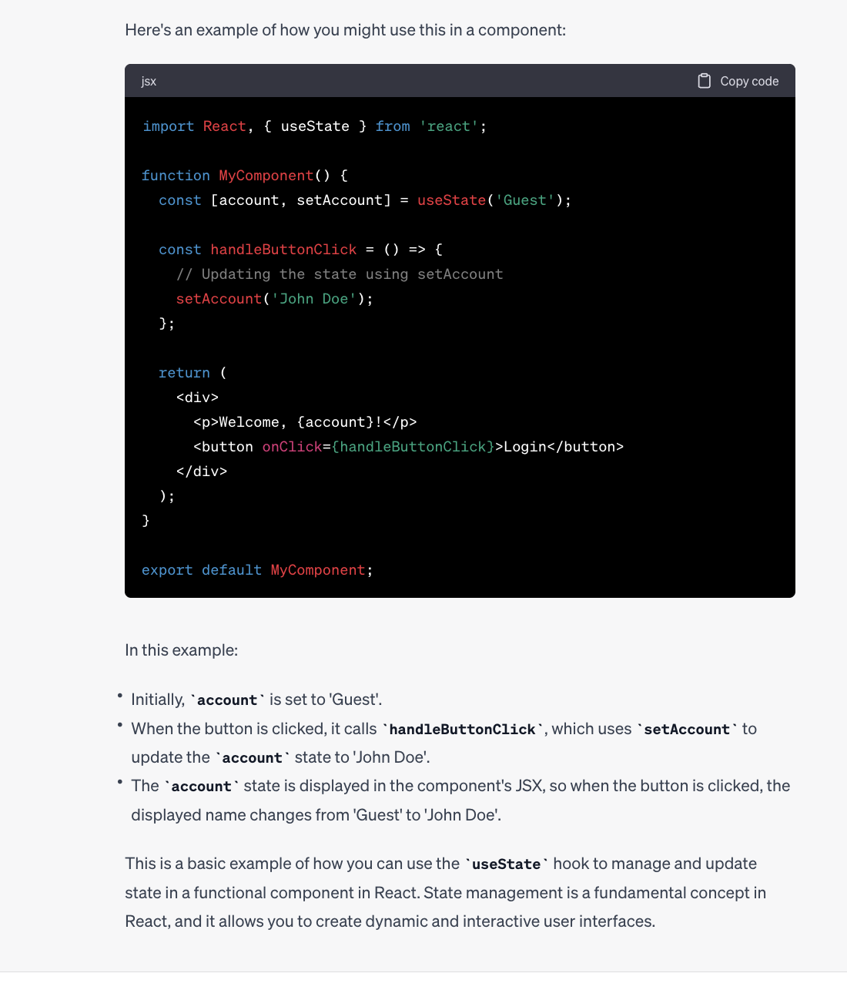 Here's an example of how you might use this in a component:
jsx
Copy code
import React, { useState } from 'react';
function MyComponent() {
  const [account, setAccount] = useState('Guest');
  const handleButtonClick = () => {
    // Updating the state using setAccount
    setAccount('John Doe');
  };
  return (
    <div>
      <p>Welcome, {account}!</p>
      <button onClick={handleButtonClick}>Login</button>
    </div>
  );
}
export default MyComponent;
In this example:
• Initially, `account` is set to 'Guest'.
• When the button is clicked, it calls `handleButtonClick`, which uses `setAccount` to
update the `account` state to 'John Doe'.
• The `account` state is displayed in the component's JSX, so when the button is clicked, the
displayed name changes from 'Guest' to 'John Doe'.
This is a basic example of how you can use the `useState` hook to manage and update
state in a functional component in React. State management is a fundamental concept in
React, and it allows you to create dynamic and interactive user interfaces.